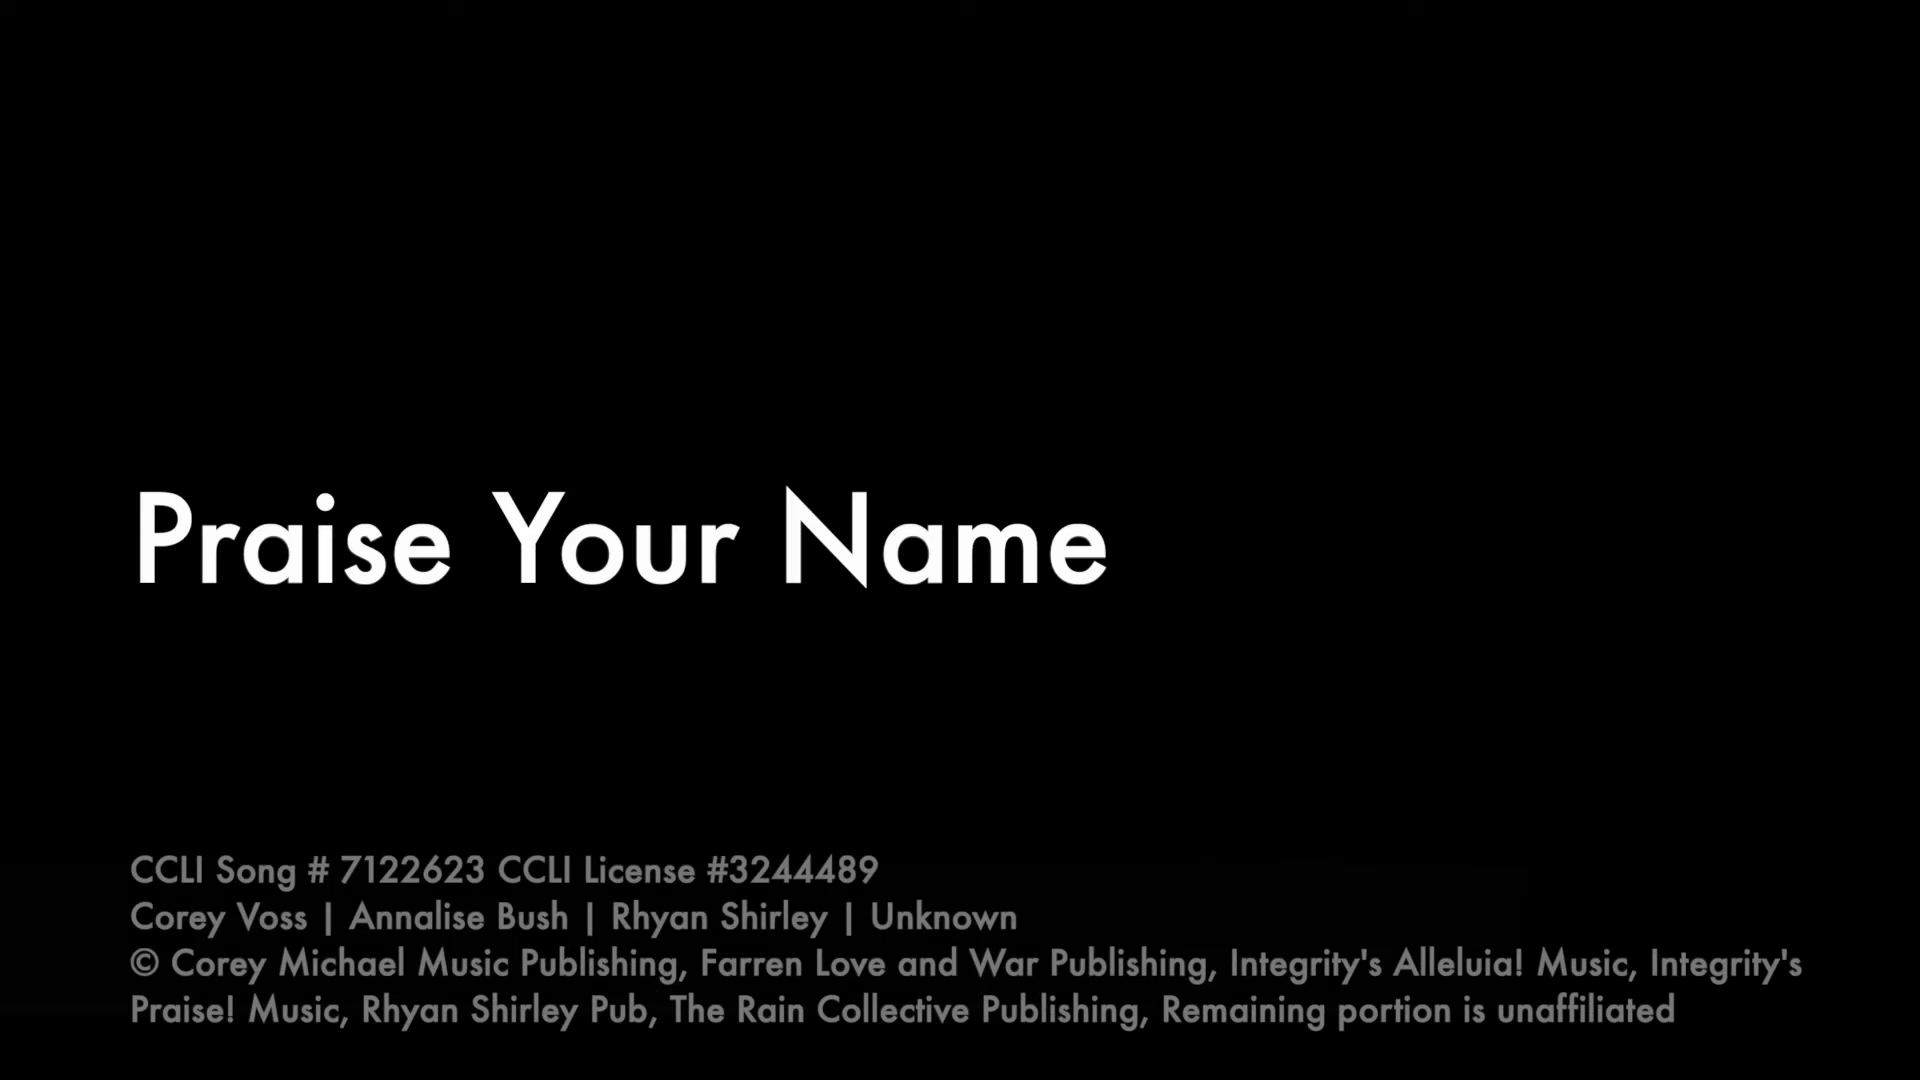 Praise Your Name
CCLI Song # 7122623 CCLI License #3244489
Corey Voss | Annalise Bush | Rhyan Shirley | Unknown
© Corey Michael Music Publishing, Farren Love and War Publishing, Integrity's Alleluia! Music, Integrity's
Praise! Music, Rhyan Shirley Pub, The Rain Collective Publishing, Remaining portion is unaffiliated